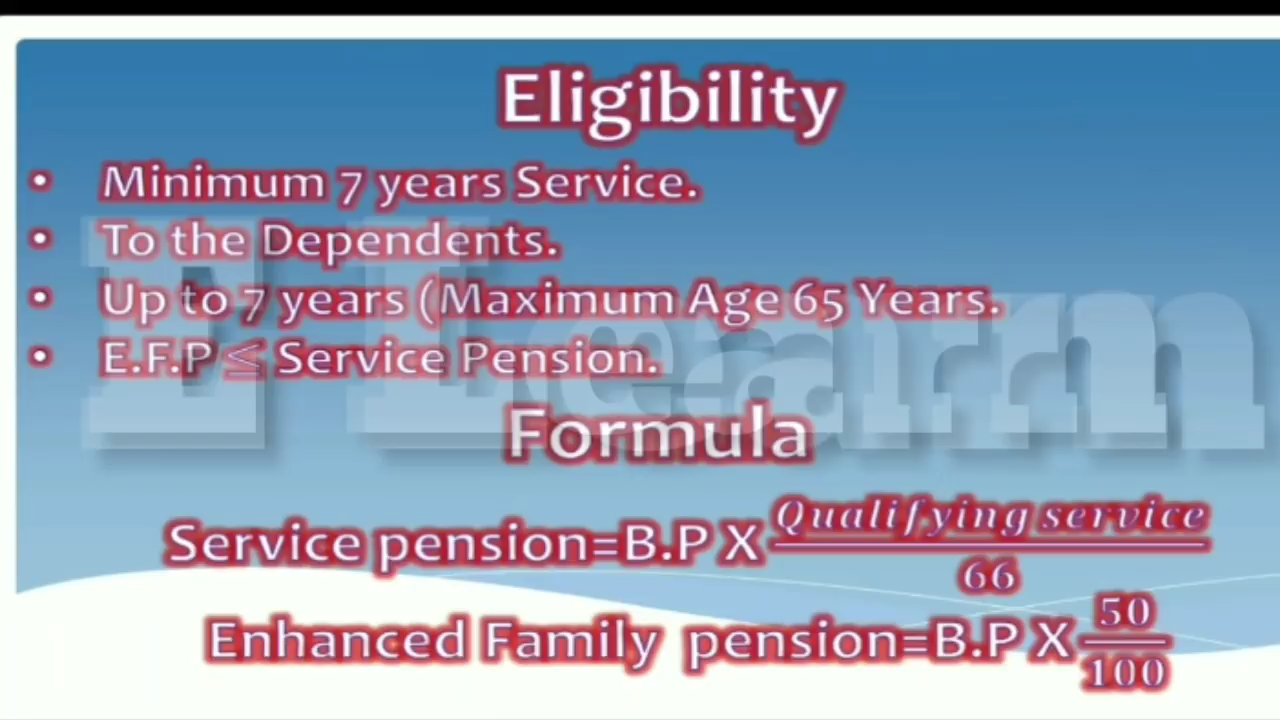 Eligibility
• Minimum 7 years Service.
• To the Dependents.
• Up to 7 years (Maximum Age 65 Years.
• E.F.P ≤ Service Pension.
E Learn
Formula
Service pension=B.P X Qualifying service / 66
Enhanced Family pension=B.P X 50 / 100